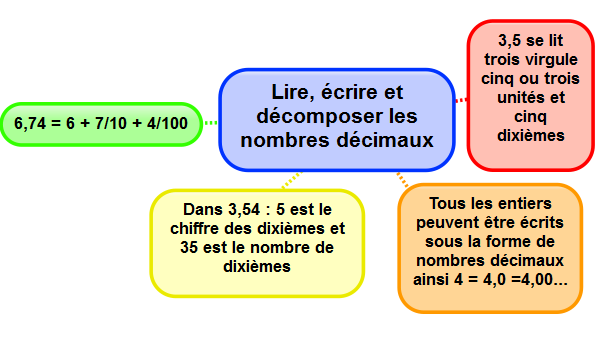 Lire, écrire et
décomposer les
nombres décimaux
6,74 = 6 + 7/10 + 4/100
3,5 se lit
trois virgule
cinq ou trois
unités et
cinq
dixièmes
Dans 3,54 : 5 est le
chiffre des dixièmes et
35 est le nombre de
dixièmes
Tous les entiers
peuvent être écrits
sous la forme de
nombres décimaux
ainsi 4 = 4,0 =4,00...